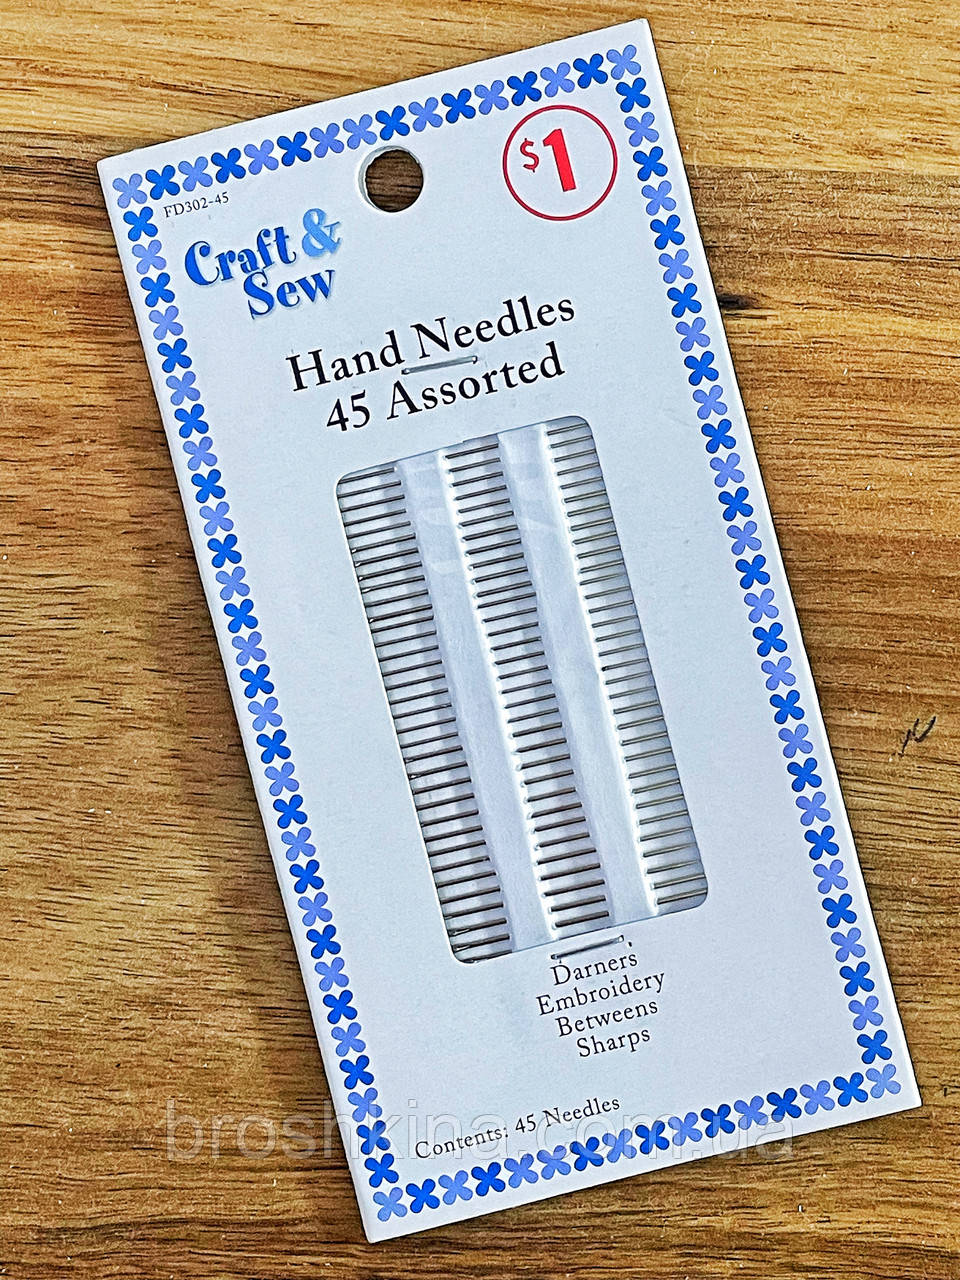 FD302-45
$1
Craft &
Sew
Hand Needles
45 Assorted
Darners
Embroidery
Betweens
Sharps
Contents: 45 Needles
broshkina.com.ua